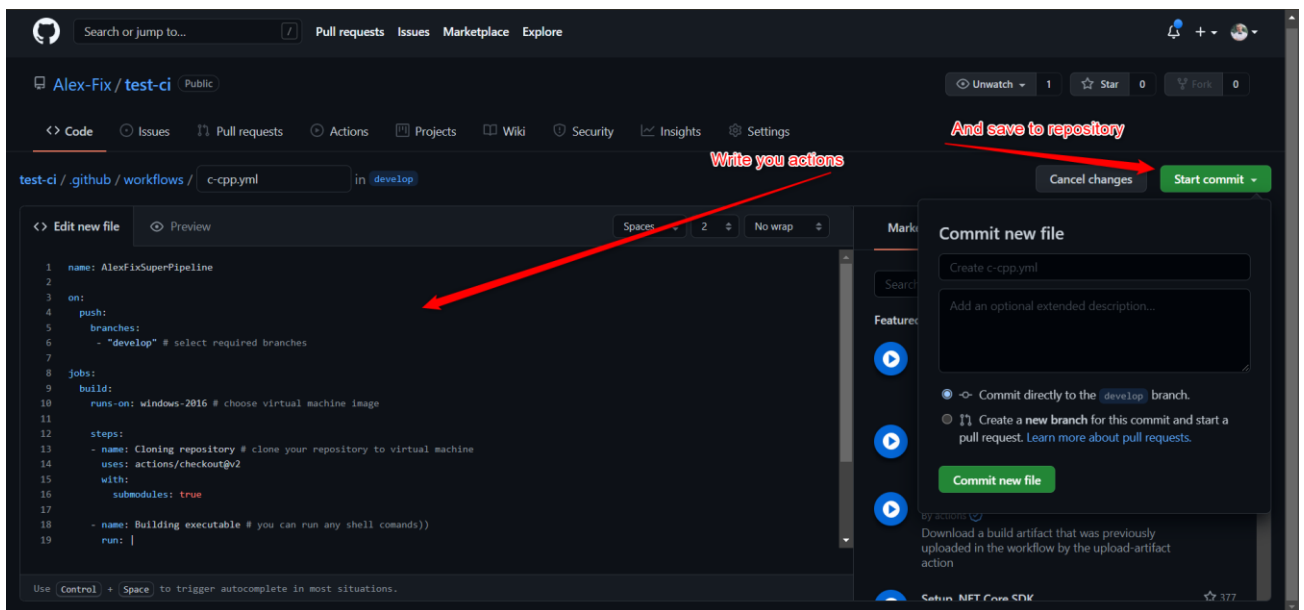 Search or jump to... / Pull requests Issues Marketplace Explore
Alex-Fix / test-ci Public Unwatch 1 Star 0 Fork 0
<> Code Issues Pull requests Actions Projects Wiki Security Insights Settings
And save to repository
Write you actions
test-ci / .github / workflows / c-cpp.yml in develop Cancel changes Start commit
<> Edit new file Preview Spaces 2 No wrap
1 name: AlexFixSuperPipeline
2
3 on:
4 push:
5 branches:
6 - "develop" # select required branches
7
8 jobs:
9 build:
10 runs-on: windows-2016 # choose virtual machine image
11
12 steps:
13 - name: Cloning repository # clone your repository to virtual machine
14 uses: actions/checkout@v2
15 with:
16 submodules: true
17
18 - name: Building executable # you can run any shell comands))
19 run: |
Use Control + Space to trigger autocomplete in most situations.
Mark
Search
Featured
Commit new file
Create c-cpp.yml
Add an optional extended description...
Commit directly to the develop branch.
Create a new branch for this commit and start a
pull request. Learn more about pull requests.
Commit new file
By actions
Download a build artifact that was previously
uploaded in the workflow by the upload-artifact
action
Setup .NET Core SDK 377